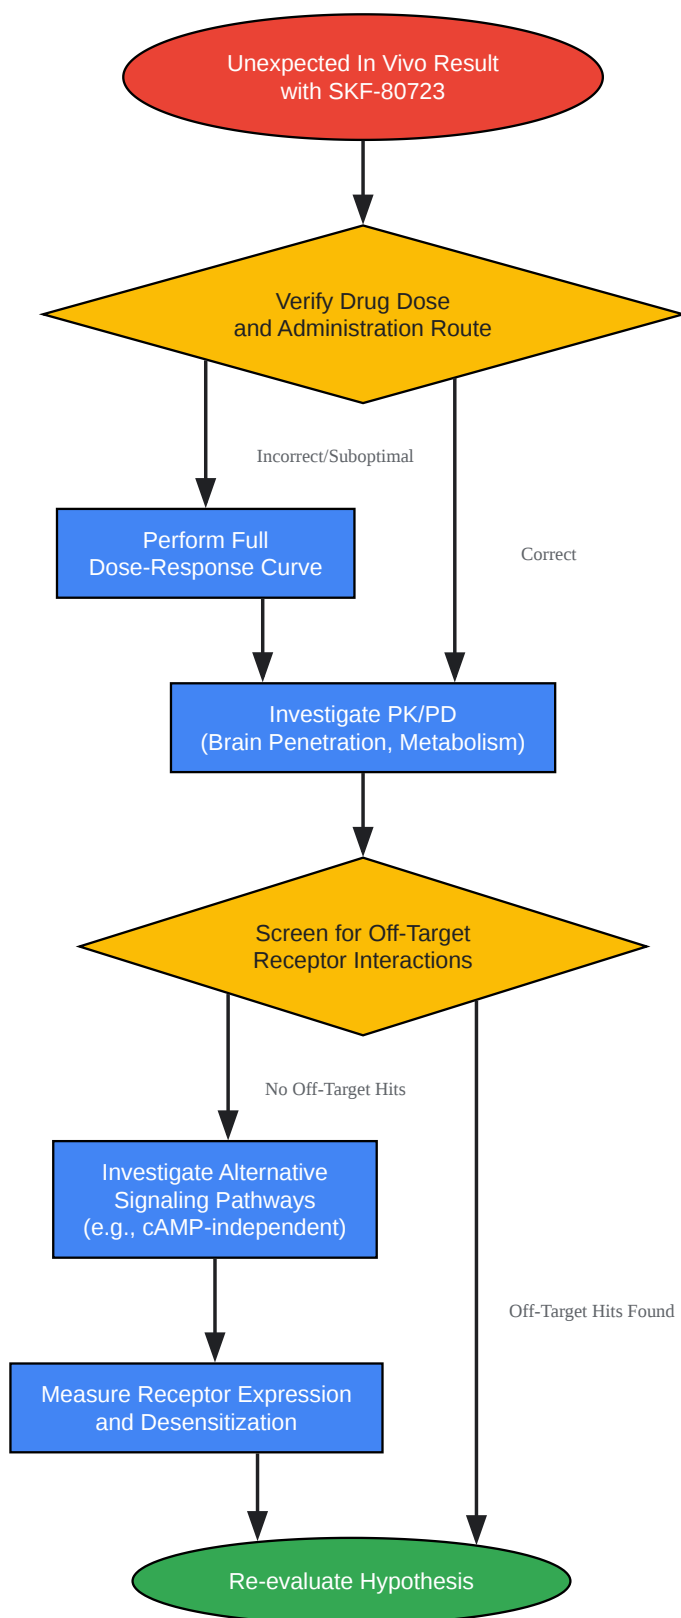 Unexpected In Vivo Result
with SKF-80723
Verify Drug Dose
and Administration Route
Incorrect/Suboptimal
Perform Full
Dose-Response Curve
Correct
Investigate PK/PD
(Brain Penetration, Metabolism)
Screen for Off-Target
Receptor Interactions
No Off-Target Hits
Investigate Alternative
Signaling Pathways
(e.g., cAMP-independent)
Off-Target Hits Found
Measure Receptor Expression
and Desensitization
Re-evaluate Hypothesis